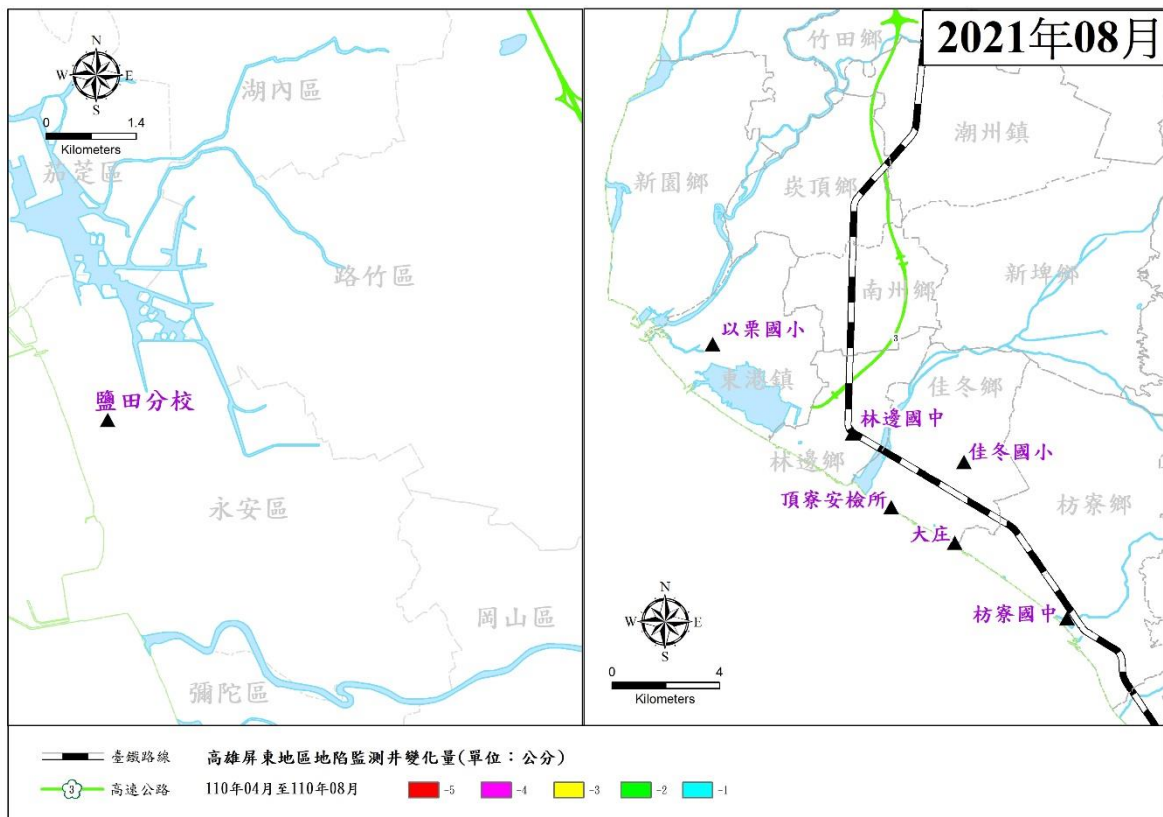 2021年08月
N
W
E
S
0
1.4
Kilometers
湖內區
茄萣區
路竹區
鹽田分校
永安區
岡山區
彌陀區
竹田鄉
潮州鎮
新園鄉
崁頂鄉
新埤鄉
南州鄉
以栗國小
3
東港鎮
佳冬鄉
林邊國中
林邊鄉
佳冬國小
頂寮安檢所
枋寮鄉
大庄
枋寮國中
N
W
E
S
0
4
Kilometers
臺鐵路線
高雄屏東地區地陷監測井變化量(單位:公分)
3
高速公路
110年04月至110年08月
-5
-4
-3
-2
-1